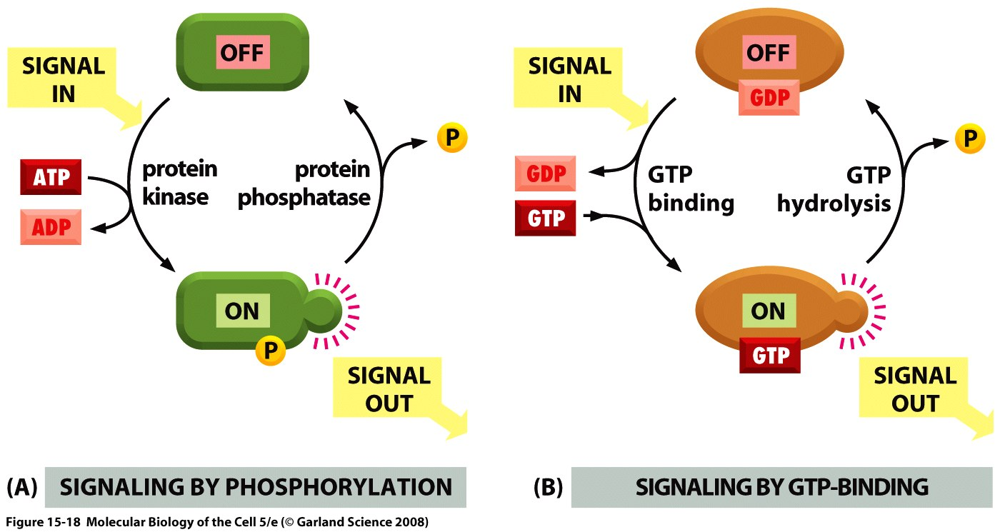 OFF
SIGNAL
IN
ATP
ADP
protein
kinase
protein
phosphatase
P
ON
P
SIGNAL
OUT
(A) SIGNALING BY PHOSPHORYLATION
OFF
GDP
SIGNAL
IN
GDP
GTP
GTP
binding
GTP
hydrolysis
P
ON
GTP
SIGNAL
OUT
(B) SIGNALING BY GTP-BINDING
Figure 15-18 Molecular Biology of the Cell 5/e (© Garland Science 2008)